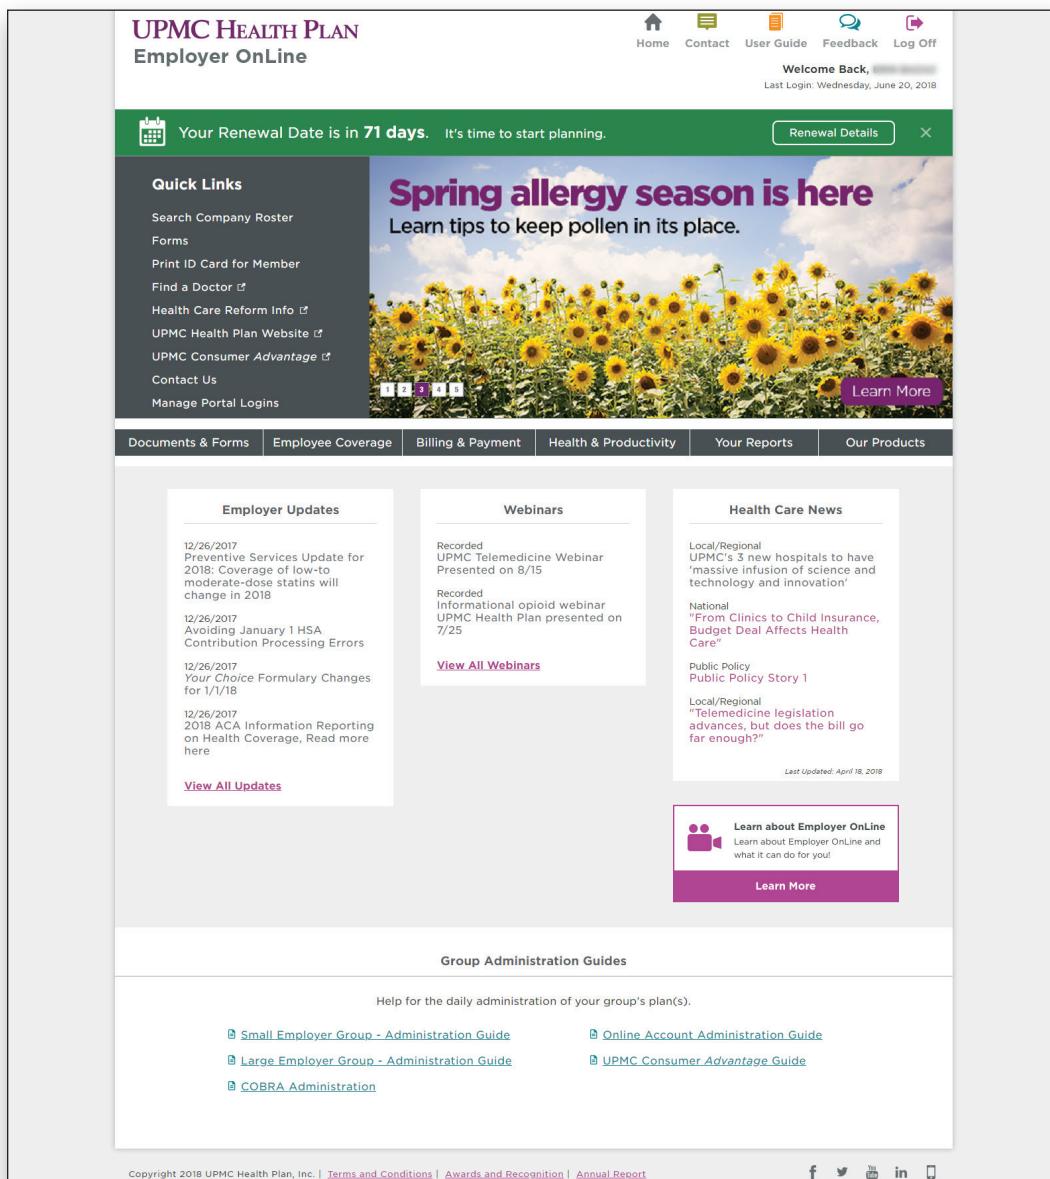 UPMC HEALTH PLAN
Employer OnLine
Home Contact User Guide Feedback Log Off
Welcome Back,
Last Login: Wednesday, June 20, 2018
Your Renewal Date is in 71 days. It's time to start planning.
Renewal Details
Quick Links
Search Company Roster
Forms
Print ID Card for Member
Find a Doctor
Health Care Reform Info
UPMC Health Plan Website
UPMC Consumer Advantage
Contact Us
Manage Portal Logins
Spring allergy season is here
Learn tips to keep pollen in its place.
1 2 3 4 5
Learn More
Documents & Forms Employee Coverage Billing & Payment Health & Productivity Your Reports Our Products
Employer Updates
12/26/2017
Preventive Services Update for
2018: Coverage of low-to
moderate-dose statins will
change in 2018
12/26/2017
Avoiding January 1 HSA
Contribution Processing Errors
12/26/2017
Your Choice Formulary Changes
for 1/1/18
12/26/2017
2018 ACA Information Reporting
on Health Coverage, Read more
here
View All Updates
Webinars
Recorded
UPMC Telemedicine Webinar
Presented on 8/15
Recorded
Informational opioid webinar
UPMC Health Plan presented on
7/25
View All Webinars
Health Care News
Local/Regional
UPMC's 3 new hospitals to have
'massive infusion of science and
technology and innovation'
National
"From Clinics to Child Insurance,
Budget Deal Affects Health
Care"
Public Policy
Public Policy Story 1
Local/Regional
"Telemedicine legislation
advances, but does the bill go
far enough?"
Last Updated: April 18, 2018
Learn about Employer OnLine
Learn about Employer OnLine and
what it can do for you!
Learn More
Group Administration Guides
Help for the daily administration of your group's plan(s).
Small Employer Group - Administration Guide
Large Employer Group - Administration Guide
COBRA Administration
Online Account Administration Guide
UPMC Consumer Advantage Guide
Copyright 2018 UPMC Health Plan, Inc. | Terms and Conditions | Awards and Recognition | Annual Report